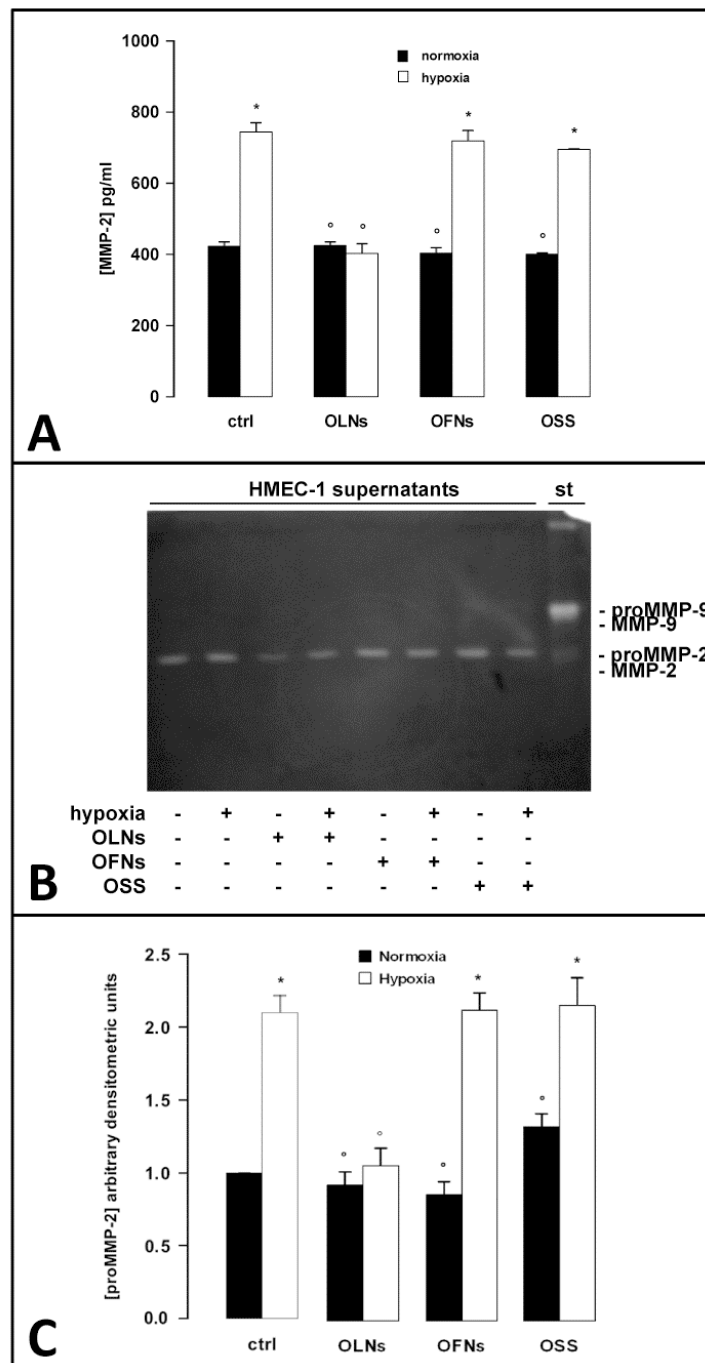 1000
800
600
400
200
0
[MMP-2] pg/ml
normoxia
hypoxia
*
*
*
° °
°
°
ctrl OLNs OFNs OSS
A
HMEC-1 supernatants st
- proMMP-9
- MMP-9
- proMMP-2
- MMP-2
hypoxia - + - + - + - +
OLNs - - + + - - - -
OFNs - - - - + + - -
OSS - - - - - - + +
B
2.5
2.0
1.5
1.0
0.5
0.0
[proMMP-2] arbitrary densitometric units
Normoxia
Hypoxia
*
*
*
° °
°
°
ctrl OLNs OFNs OSS
C